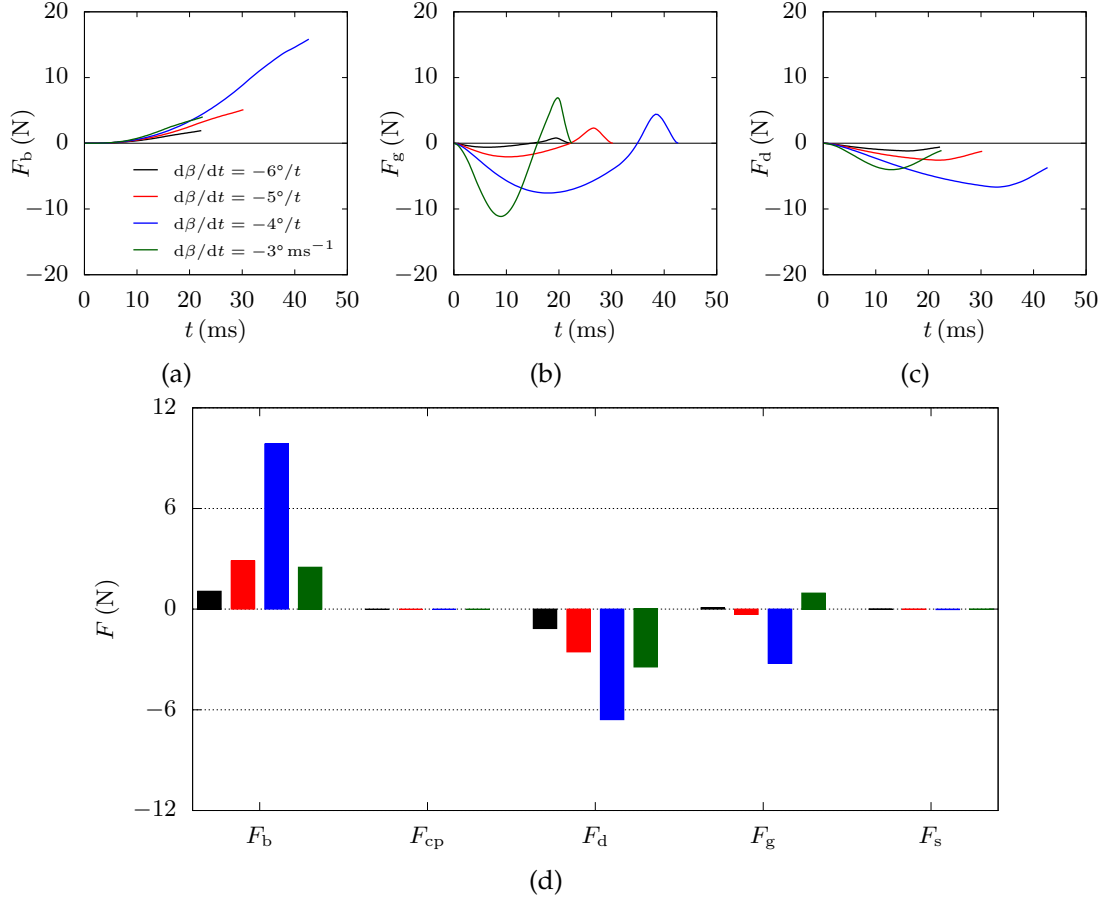 20
10
0
−10
−20
F_b (N)
dβ/dt = −6°/t
dβ/dt = −5°/t
dβ/dt = −4°/t
dβ/dt = −3° ms⁻¹
0 10 20 30 40 50
t (ms)
(a)
20
10
0
−10
−20
F_g (N)
0 10 20 30 40 50
t (ms)
(b)
20
10
0
−10
−20
F_d (N)
0 10 20 30 40 50
t (ms)
(c)
12
6
0
−6
−12
F (N)
F_b F_cp F_d F_g F_s
(d)